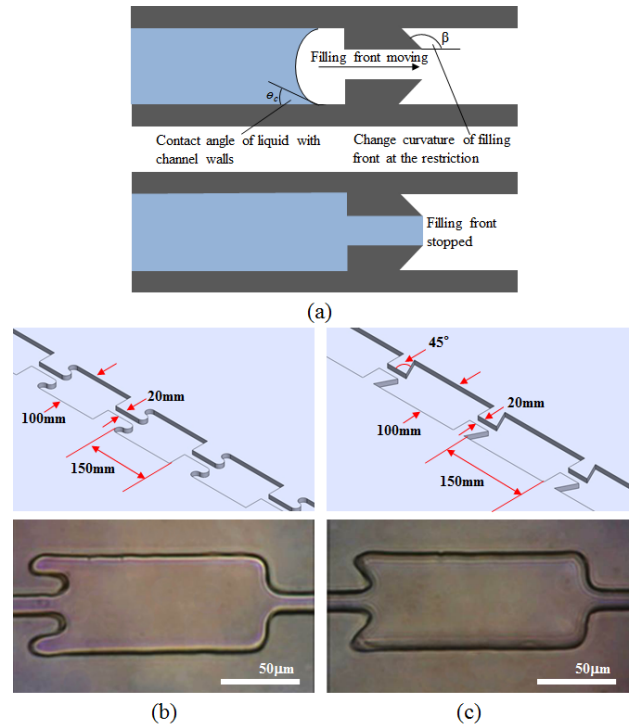 β
Filling front moving
θc
Contact angle of liquid with
channel walls
Change curvature of filling
front at the restriction
Filling front
stopped
(a)
20mm
100mm
150mm
45°
20mm
100mm
150mm
50µm
50µm
(b)
(c)